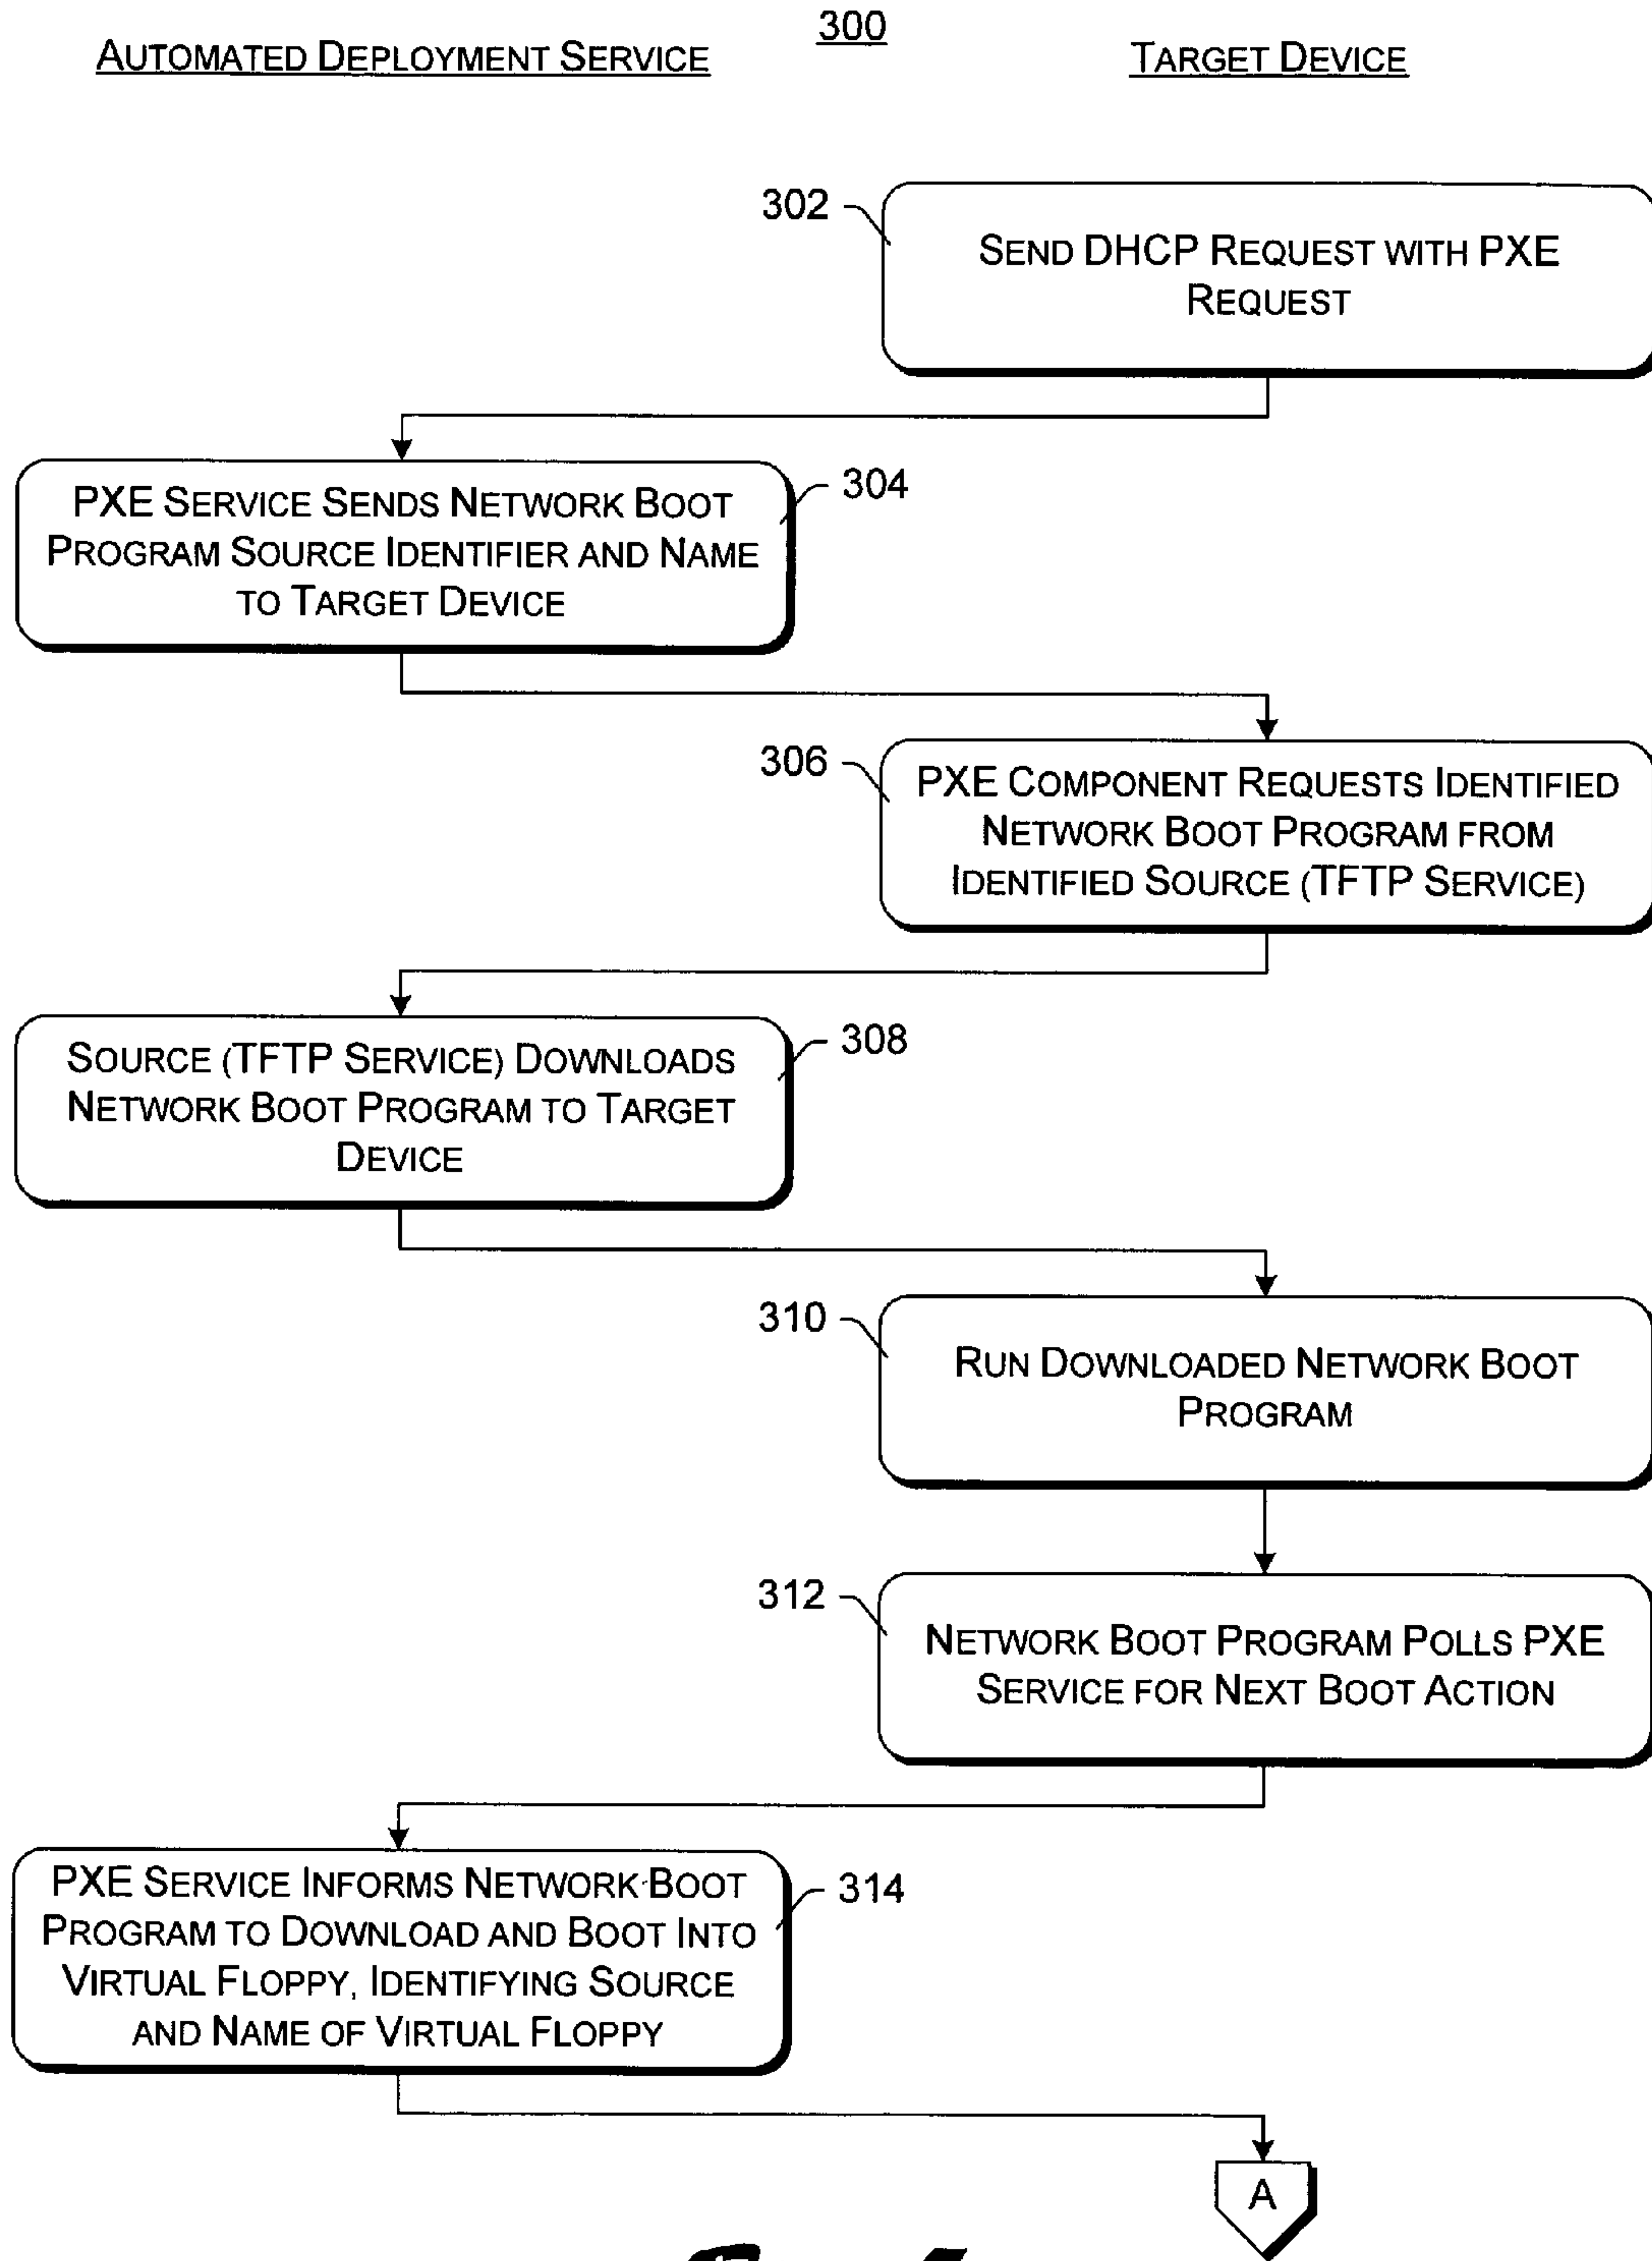 300
AUTOMATED DEPLOYMENT SERVICE
TARGET DEVICE
302
SEND DHCP REQUEST WITH PXE
REQUEST
PXE SERVICE SENDS NETWORK BOOT
PROGRAM SOURCE IDENTIFIER AND NAME
TO TARGET DEVICE
304
306
PXE COMPONENT REQUESTS IDENTIFIED
NETWORK BOOT PROGRAM FROM
IDENTIFIED SOURCE (TFTP SERVICE)
SOURCE (TFTP SERVICE) DOWNLOADS
NETWORK BOOT PROGRAM TO TARGET
DEVICE
308
310
RUN DOWNLOADED NETWORK BOOT
PROGRAM
312
NETWORK BOOT PROGRAM POLLS PXE
SERVICE FOR NEXT BOOT ACTION
PXE SERVICE INFORMS NETWORK BOOT
PROGRAM TO DOWNLOAD AND BOOT INTO
VIRTUAL FLOPPY, IDENTIFYING SOURCE
AND NAME OF VIRTUAL FLOPPY
314
A